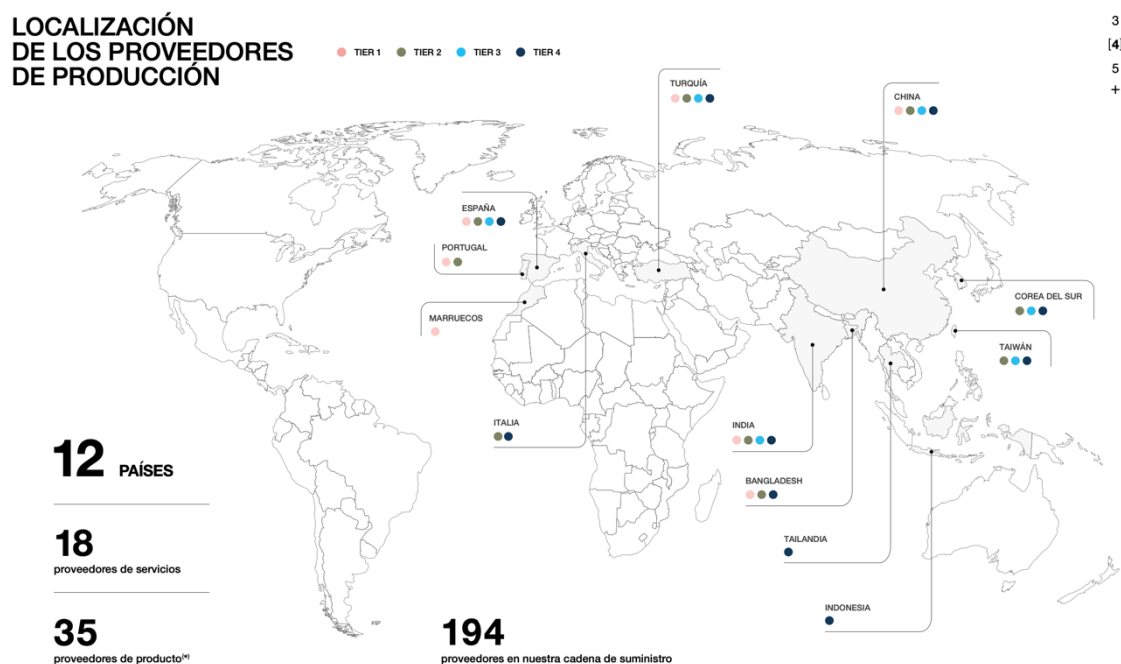 LOCALIZACIÓN
DE LOS PROVEEDORES
DE PRODUCCIÓN
TIER 1
TIER 2
TIER 3
TIER 4
3
[4]
5
+
TURQUÍA
CHINA
ESPAÑA
PORTUGAL
MARRUECOS
COREA DEL SUR
TAIWÁN
ITALIA
INDIA
BANGLADESH
TAILANDIA
INDONESIA
12 PAÍSES
18
proveedores de servicios
35
proveedores de producto(*)
194
proveedores en nuestra cadena de suministro